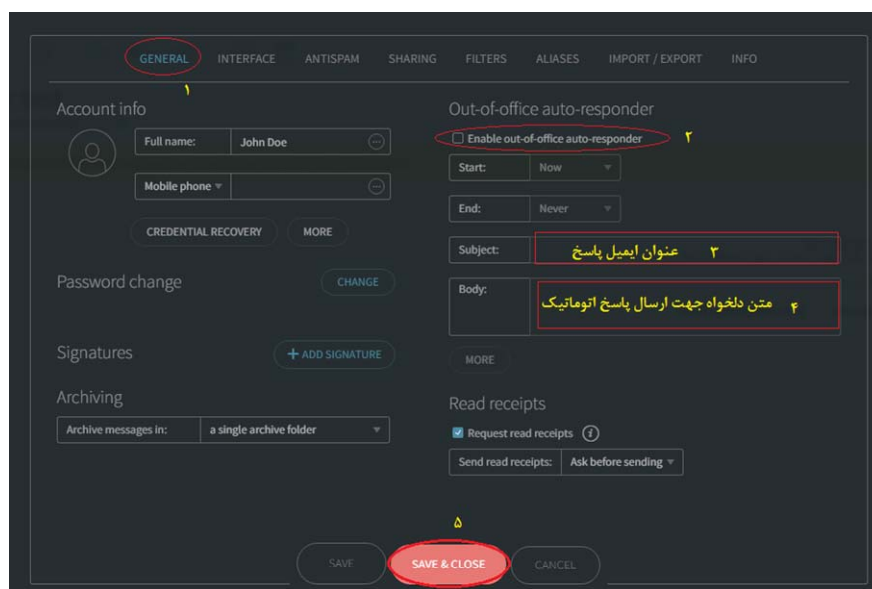 GENERAL INTERFACE ANTISPAM SHARING FILTERS ALIASES IMPORT / EXPORT INFO
۱
Account info
Full name: John Doe
Mobile phone
CREDENTIAL RECOVERY MORE
Password change CHANGE
Signatures + ADD SIGNATURE
Archiving
Archive messages in: a single archive folder
Out-of-office auto-responder
Enable out-of-office auto-responder ۲
Start: Now
End: Never
Subject: ۳ عنوان ایمیل پاسخ
Body:
۴ متن دلخواه جهت ارسال پاسخ اتوماتیک
MORE
Read receipts
Request read receipts i
Send read receipts: Ask before sending
۵
SAVE SAVE & CLOSE CANCEL